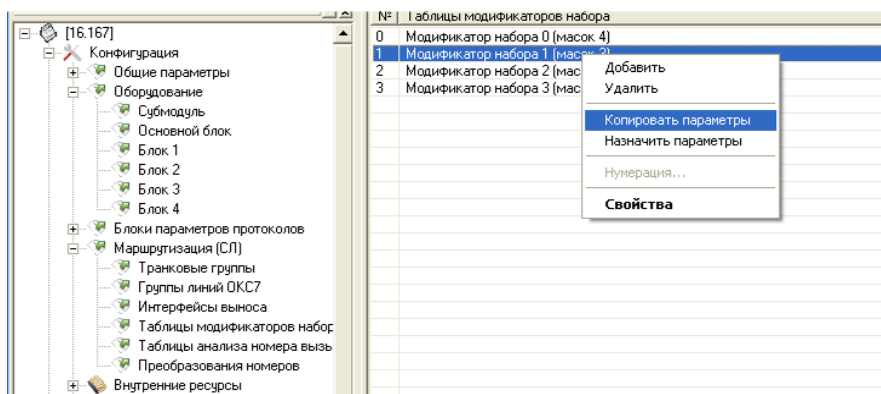 [16.167]
Конфигурация
Общие параметры
Оборудование
Субмодуль
Основной блок
Блок 1
Блок 2
Блок 3
Блок 4
Блоки параметров протоколов
Маршрутизация (СЛ)
Транковые группы
Группы линий ОКС7
Интерфейсы выноса
Таблицы модификаторов набор
Таблицы анализа номера вызы
Преобразования номеров
Внутренние ресурсы
№ Таблицы модификаторов набора
0 Модификатор набора 0 (масок 4)
1 Модификатор набора 1 (масок 3)
2 Модификатор набора 2 (мас
3 Модификатор набора 3 (мас
Добавить
Удалить
Копировать параметры
Назначить параметры
Нумерация...
Свойства